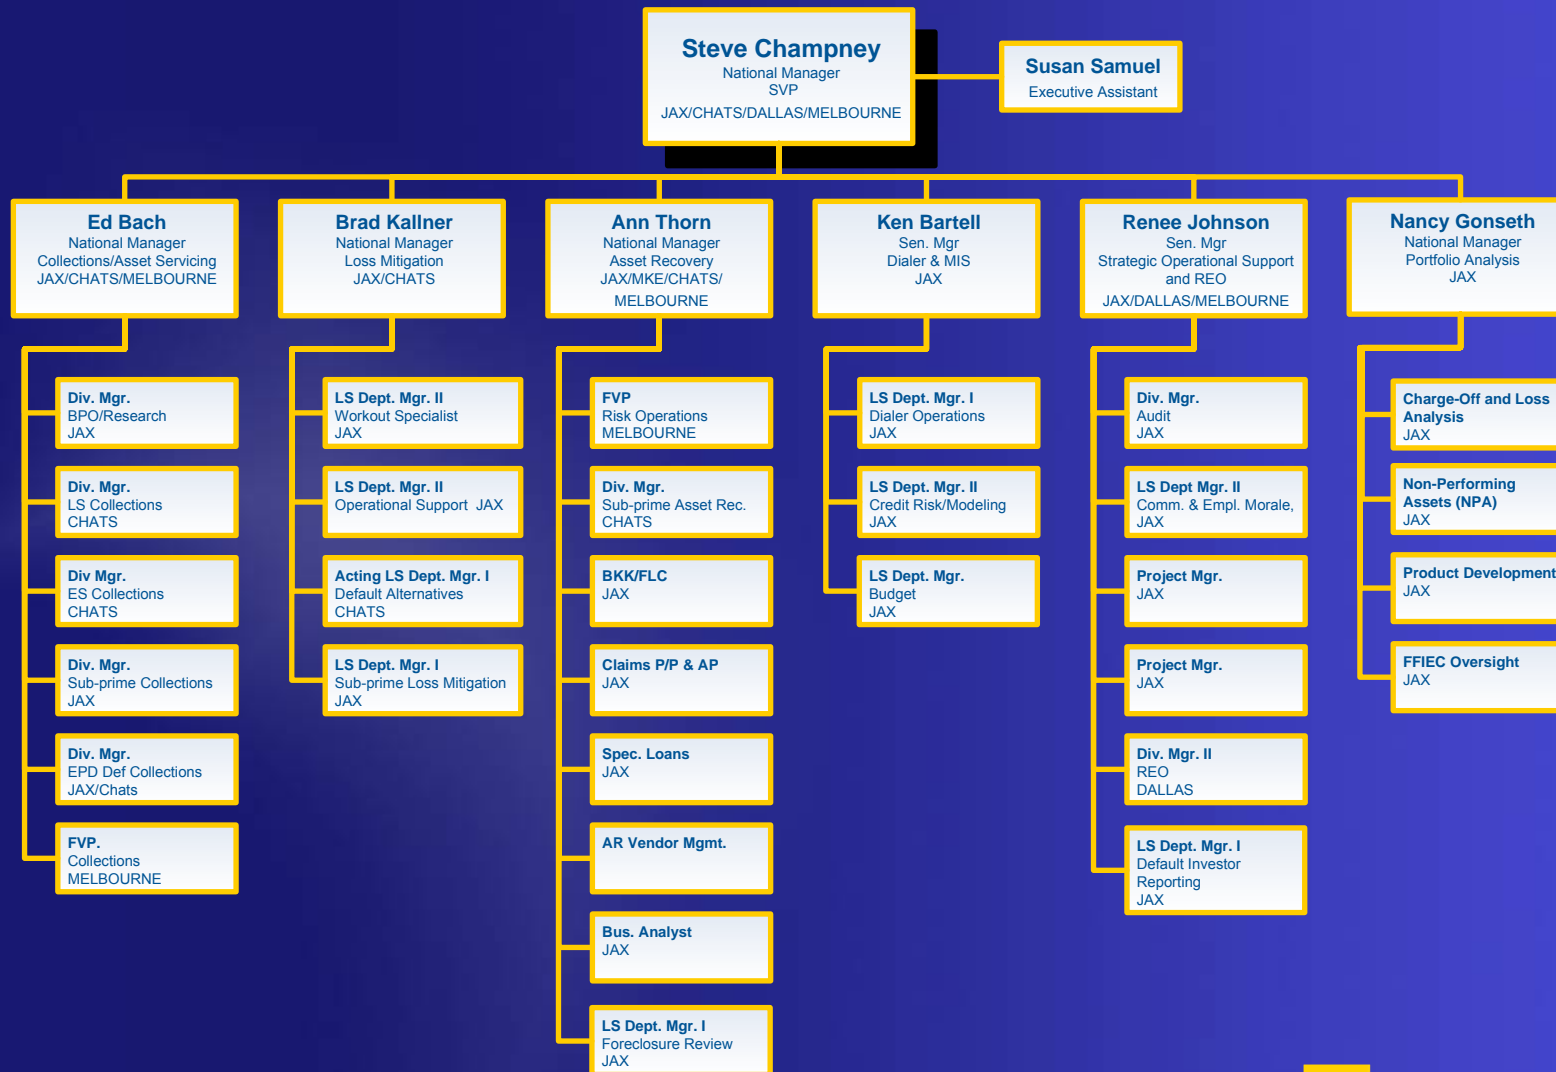 Steve Champney
National Manager
SVP
JAX/CHATS/DALLAS/MELBOURNE
Susan Samuel
Executive Assistant
Ed Bach
National Manager
Collections/Asset Servicing
JAX/CHATS/MELBOURNE
Brad Kallner
National Manager
Loss Mitigation
JAX/CHATS
Ann Thorn
National Manager
Asset Recovery
JAX/MKE/CHATS/
MELBOURNE
Ken Bartell
Sen. Mgr
Dialer & MIS
JAX
Renee Johnson
Sen. Mgr
Strategic Operational Support
and REO
JAX/DALLAS/MELBOURNE
Nancy Gonseth
National Manager
Portfolio Analysis
JAX
Div. Mgr.
BPO/Research
JAX
Div. Mgr.
LS Collections
CHATS
Div Mgr.
ES Collections
CHATS
Div. Mgr.
Sub-prime Collections
JAX
Div. Mgr.
EPD Def Collections
JAX/Chats
FVP.
Collections
MELBOURNE
LS Dept. Mgr. II
Workout Specialist
JAX
LS Dept. Mgr. II
Operational Support JAX
Acting LS Dept. Mgr. I
Default Alternatives
CHATS
LS Dept. Mgr. I
Sub-prime Loss Mitigation
JAX
FVP
Risk Operations
MELBOURNE
Div. Mgr.
Sub-prime Asset Rec.
CHATS
BKK/FLC
JAX
Claims P/P & AP
JAX
Spec. Loans
JAX
AR Vendor Mgmt.
Bus. Analyst
JAX
LS Dept. Mgr. I
Foreclosure Review
JAX
LS Dept. Mgr. I
Dialer Operations
JAX
LS Dept. Mgr. II
Credit Risk/Modeling
JAX
LS Dept. Mgr.
Budget
JAX
Div. Mgr.
Audit
JAX
LS Dept Mgr. II
Comm. & Empl. Morale,
JAX
Project Mgr.
JAX
Project Mgr.
JAX
Div. Mgr. II
REO
DALLAS
LS Dept. Mgr. I
Default Investor
Reporting
JAX
Charge-Off and Loss
Analysis
JAX
Non-Performing
Assets (NPA)
JAX
Product Development
JAX
FFIEC Oversight
JAX